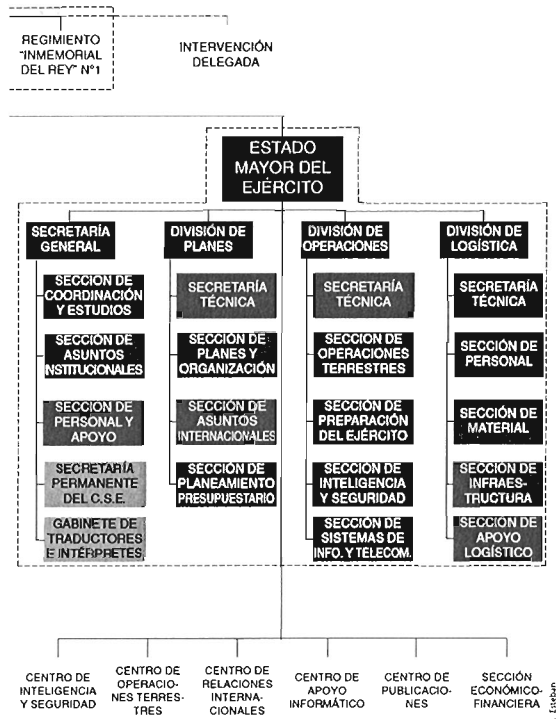 REGIMIENTO
"INMEMORIAL
DEL REY" Nº1
INTERVENCIÓN
DELEGADA
ESTADO
MAYOR DEL
EJÉRCITO
SECRETARÍA
GENERAL
SECCIÓN DE
COORDINACIÓN
Y ESTUDIOS
SECCIÓN DE
ASUNTOS
INSTITUCIONALES
SECCIÓN DE
PERSONAL Y
APOYO
SECRETARÍA
PERMANENTE
DEL C.S.E.
GABINETE DE
TRADUCTORES
E INTÉRPRETES
DIVISIÓN DE
PLANES
SECRETARÍA
TÉCNICA
SECCIÓN DE
PLANES Y
ORGANIZACIÓN
SECCIÓN DE
ASUNTOS
INTERNACIONALES
SECCIÓN DE
PLANEAMIENTO
PRESUPUESTARIO
DIVISIÓN DE
OPERACIONES
SECRETARÍA
TÉCNICA
SECCIÓN DE
OPERACIONES
TERRESTRES
SECCIÓN DE
PREPARACIÓN
DEL EJÉRCITO
SECCIÓN DE
INTELIGENCIA
Y SEGURIDAD
SECCIÓN DE
SISTEMAS DE
INFO. Y TELECOM.
DIVISIÓN DE
LOGÍSTICA
SECRETARÍA
TÉCNICA
SECCIÓN DE
PERSONAL
SECCIÓN DE
MATERIAL
SECCIÓN DE
INFRAES-
TRUCTURA
SECCIÓN DE
APOYO
LOGÍSTICO
CENTRO DE
INTELIGENCIA
Y SEGURIDAD
CENTRO DE
OPERACIO-
NES TERRES-
TRES
CENTRO DE
RELACIONES
INTERNA-
CIONALES
CENTRO DE
APOYO
INFORMÁTICO
CENTRO DE
PUBLICACIO-
NES
SECCIÓN
ECONÓMICO-
FINANCIERA
Esteban